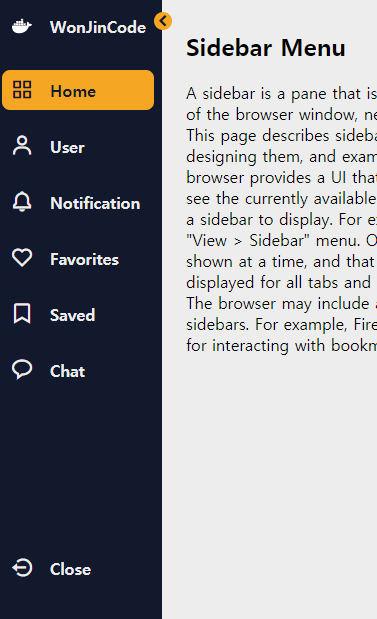 WonJinCode
Home
User
Notification
Favorites
Saved
Chat
Close
Sidebar Menu
A sidebar is a pane that is
of the browser window, ne
This page describes sideba
designing them, and exam
browser provides a UI that
see the currently available
a sidebar to display. For ex
"View > Sidebar" menu. O
shown at a time, and that
displayed for all tabs and
The browser may include a
sidebars. For example, Fire
for interacting with bookm